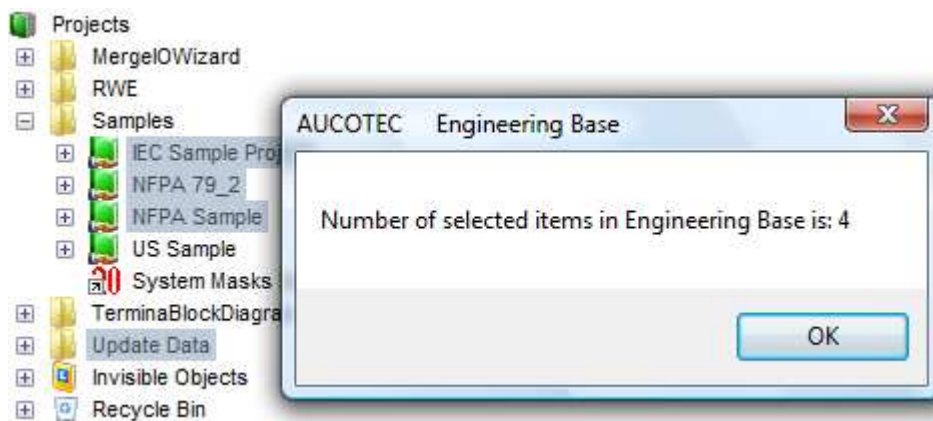 Projects
MergeIOWizard
RWE
Samples
IEC Sample Proj
NFPA 79_2
NFPA Sample
US Sample
System Masks
TerminaBlockDiagra
Update Data
Invisible Objects
Recycle Bin
AUCOTEC Engineering Base
Number of selected items in Engineering Base is: 4
OK